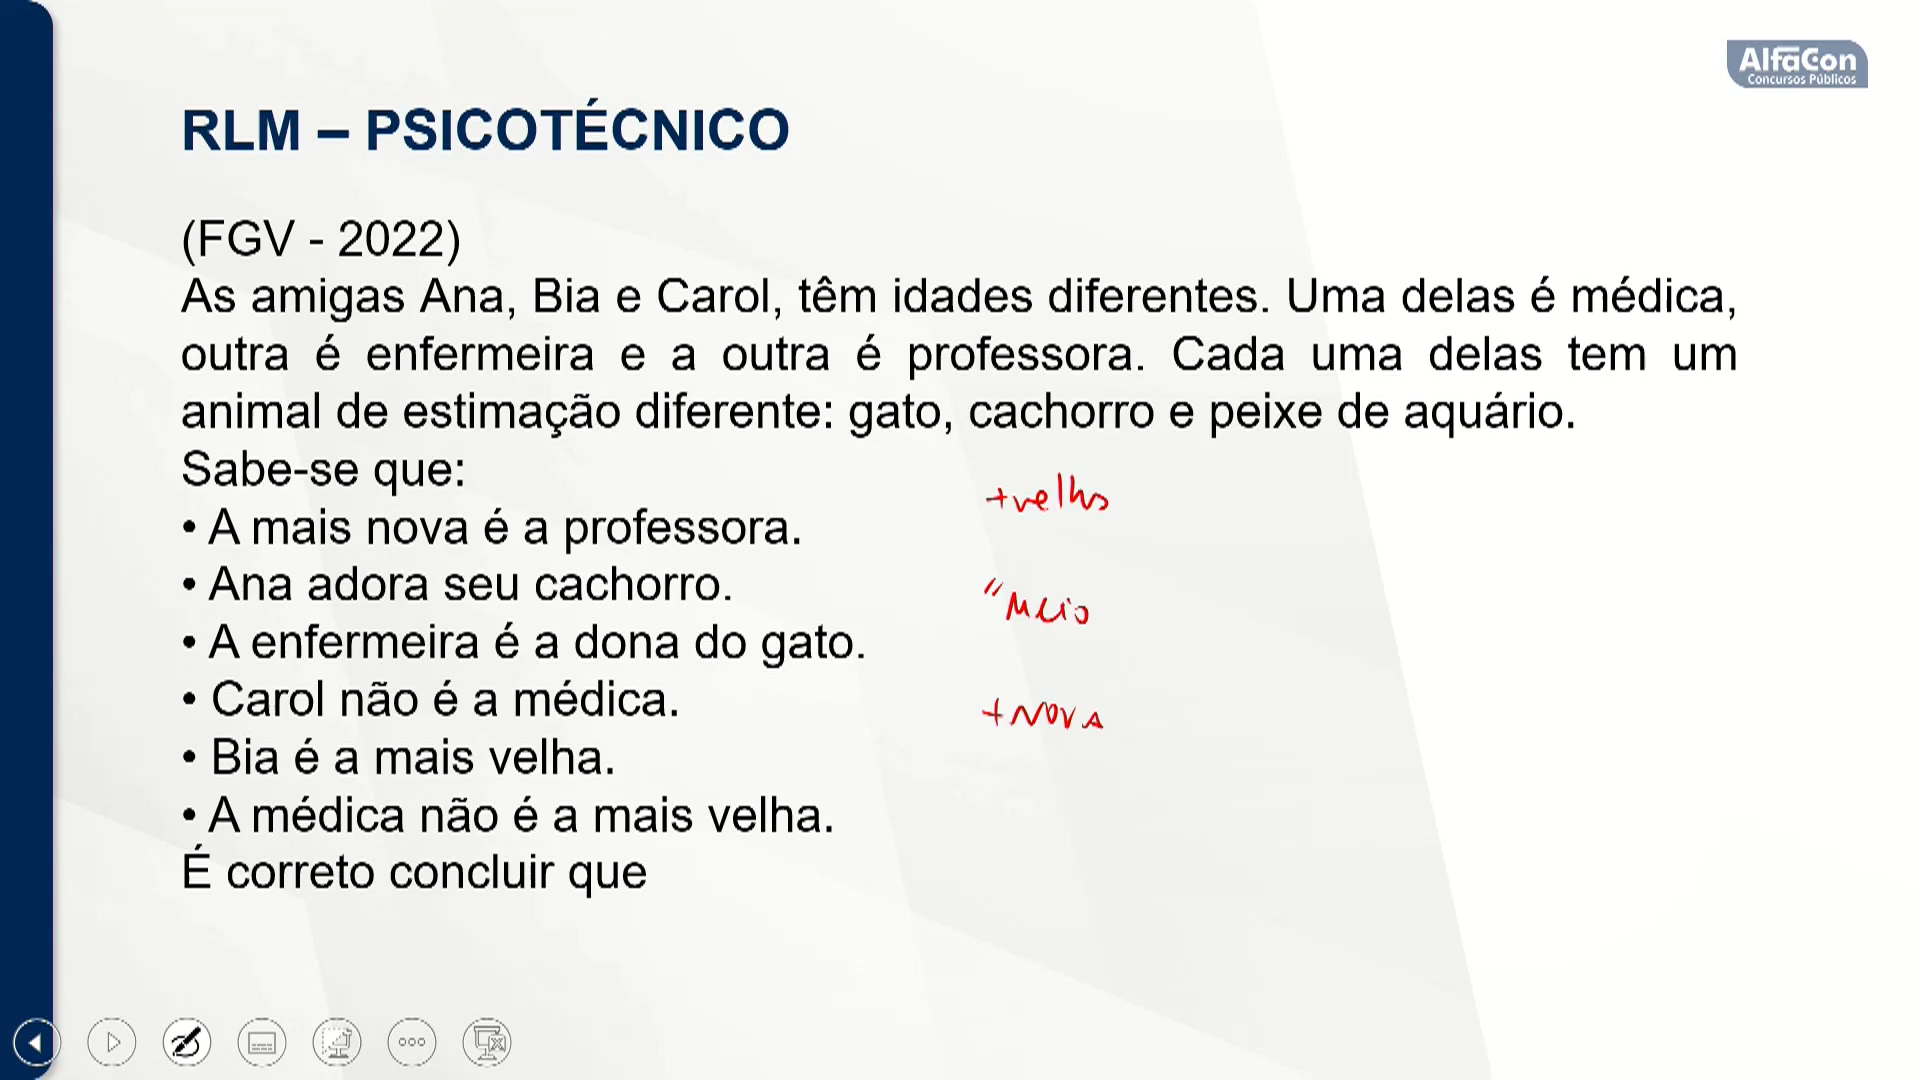 AlfaCon
Concursos Públicos
RLM – PSICOTÉCNICO
(FGV - 2022)
As amigas Ana, Bia e Carol, têm idades diferentes. Uma delas é médica,
outra é enfermeira e a outra é professora. Cada uma delas tem um
animal de estimação diferente: gato, cachorro e peixe de aquário.
Sabe-se que:
• A mais nova é a professora.
• Ana adora seu cachorro.
• A enfermeira é a dona do gato.
• Carol não é a médica.
• Bia é a mais velha.
• A médica não é a mais velha.
É correto concluir que
+velho
"Meio
+NOVA